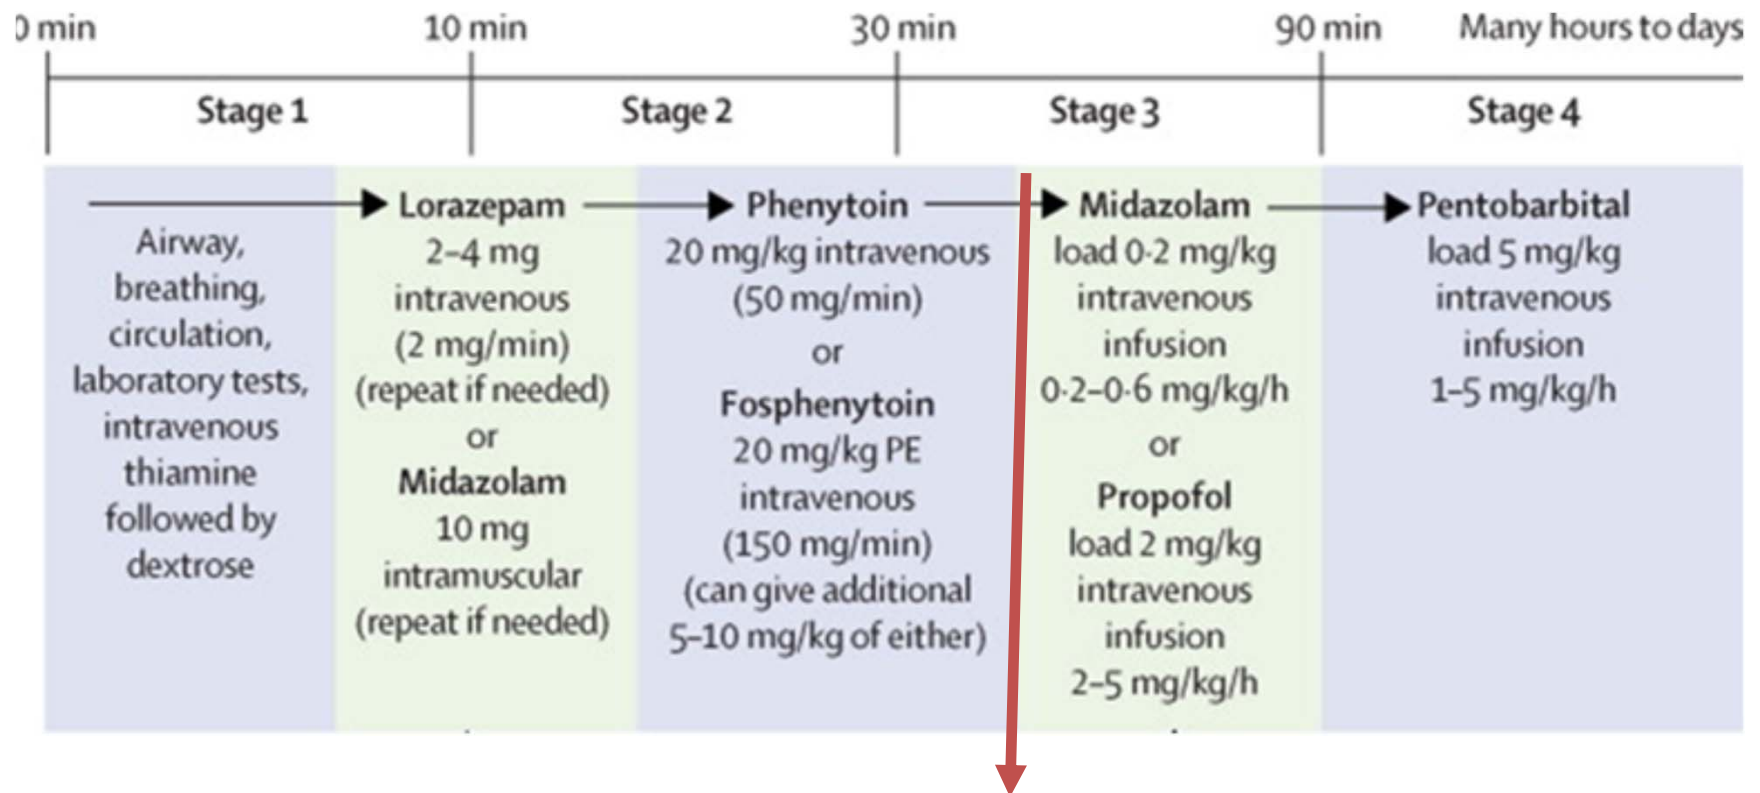 0 min
10 min
30 min
90 min
Many hours to days
Stage 1
Stage 2
Stage 3
Stage 4
Airway,
breathing,
circulation,
laboratory tests,
intravenous
thiamine
followed by
dextrose
Lorazepam
2–4 mg
intravenous
(2 mg/min)
(repeat if needed)
or
Midazolam
10 mg
intramuscular
(repeat if needed)
Phenytoin
20 mg/kg intravenous
(50 mg/min)
or
Fosphenytoin
20 mg/kg PE
intravenous
(150 mg/min)
(can give additional
5–10 mg/kg of either)
Midazolam
load 0·2 mg/kg
intravenous
infusion
0·2–0·6 mg/kg/h
or
Propofol
load 2 mg/kg
intravenous
infusion
2–5 mg/kg/h
Pentobarbital
load 5 mg/kg
intravenous
infusion
1–5 mg/kg/h